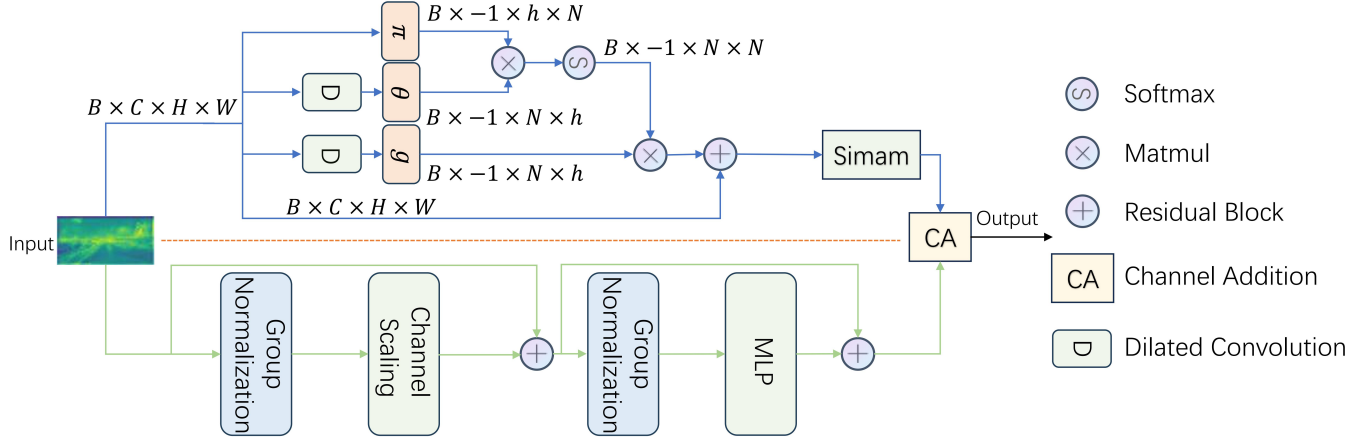 B × −1 × h × N
π
B × −1 × N × N
× S
B × C × H × W
D θ
B × −1 × N × h
D g
× +
Simam
B × −1 × N × h
B × C × H × W
Input
CA
Output
Group
Normalization
Channel
Scaling
+
Group
Normalization
MLP
+
S Softmax
× Matmul
+ Residual Block
CA Channel Addition
D Dilated Convolution